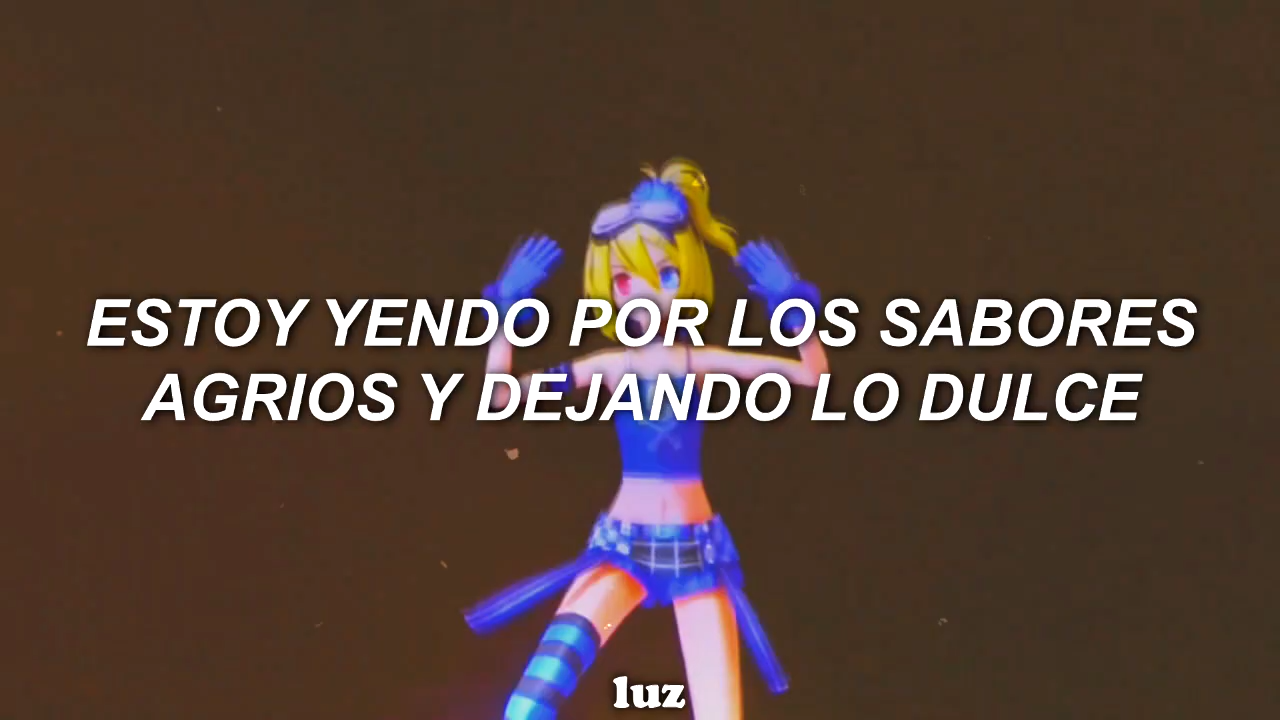 ESTOY YENDO POR LOS SABORES
AGRIOS Y DEJANDO LO DULCE
luz